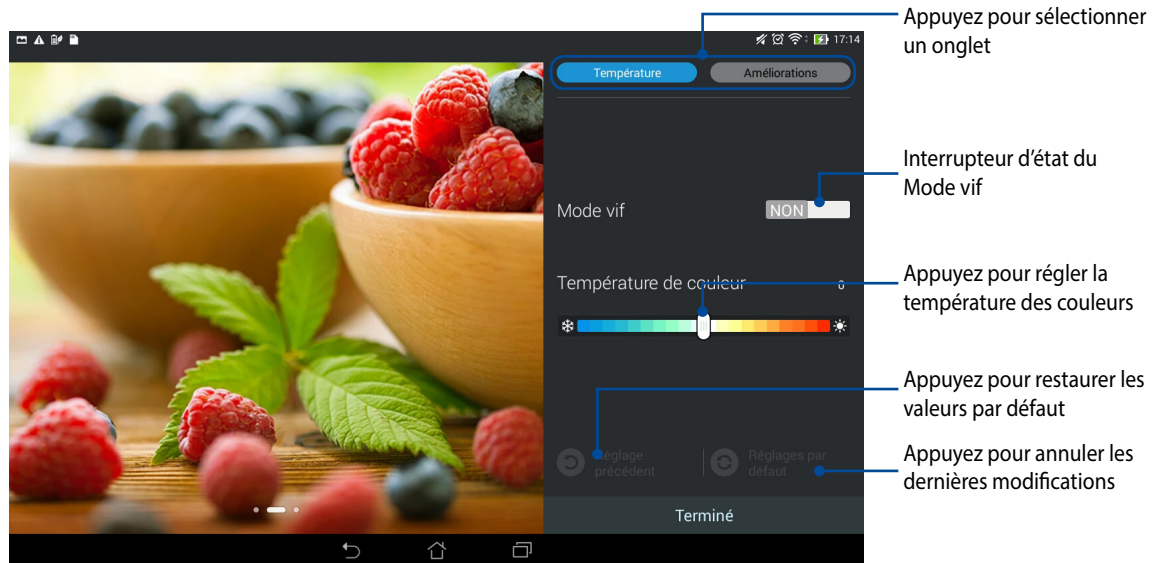 17:14
Température
Améliorations
Mode vif
NON
Température de couleur
0
Réglage
précédent
Réglages par
défaut
Terminé
Appuyez pour sélectionner
un onglet
Interrupteur d'état du
Mode vif
Appuyez pour régler la
température des couleurs
Appuyez pour restaurer les
valeurs par défaut
Appuyez pour annuler les
dernières modifications